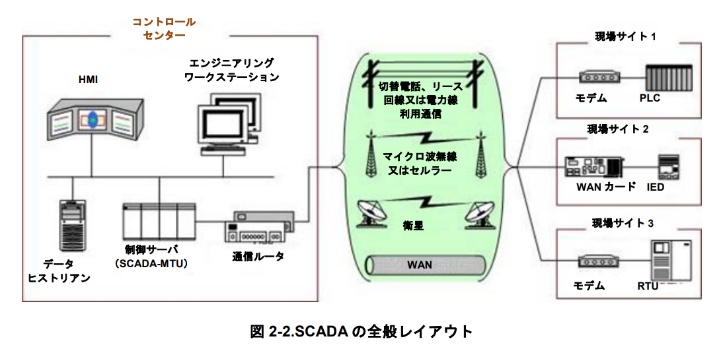 コントロール
センター
HMI
エンジニアリング
ワークステーション
データ
ヒストリアン
制御サーバ
（SCADA-MTU）
通信ルータ
切替電話、リース
回線又は電力線
利用通信
マイクロ波無線
又はセルラー
衛星
WAN
現場サイト 1
モデム
PLC
現場サイト 2
WAN カード
IED
現場サイト 3
モデム
RTU
図 2-2.SCADA の全般レイアウト